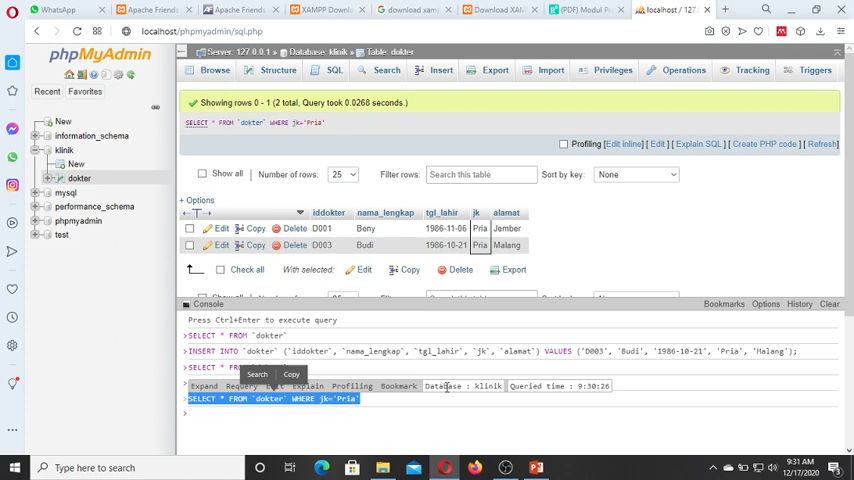 WhatsApp
Apache Friends
Apache Friends
XAMPP Downlo
download xam
Download XAM
(PDF) Modul Pr
localhost / 127.0
localhost/phpmyadmin/sql.php
phpMyAdmin
Server: 127.0.0.1 » Database: klinik » Table: dokter
Recent Favorites
Browse Structure SQL Search Insert Export Import Privileges Operations Tracking Triggers
New
information_schema
klinik
New
dokter
mysql
performance_schema
phpmyadmin
test
Showing rows 0 - 1 (2 total, Query took 0.0268 seconds.)
SELECT * FROM `dokter` WHERE jk='Pria'
Profiling [Edit inline] [ Edit ] [ Explain SQL ] [ Create PHP code ] [ Refresh]
Show all Number of rows: 25 Filter rows: Search this table Sort by key: None
+ Options
←T→ iddokter nama_lengkap tgl_lahir jk alamat
Edit Copy Delete D001 Beny 1986-11-06 Pria Jember
Edit Copy Delete D003 Budi 1986-10-21 Pria Malang
Check all With selected: Edit Copy Delete Export
Console Bookmarks Options History Clear
Press Ctrl+Enter to execute query
>SELECT * FROM `dokter`
>INSERT INTO `dokter` (`iddokter`, `nama_lengkap`, `tgl_lahir`, `jk`, `alamat`) VALUES ('D003', 'Budi', '1986-10-21', 'Pria', 'Malang');
>SELECT * FR
Search Copy
> Expand Requery Explain Profiling Bookmark Database : klinik Queried time : 9:30:26
>SELECT * FROM `dokter` WHERE jk='Pria'
>
Type here to search
9:31 AM
12/17/2020
3